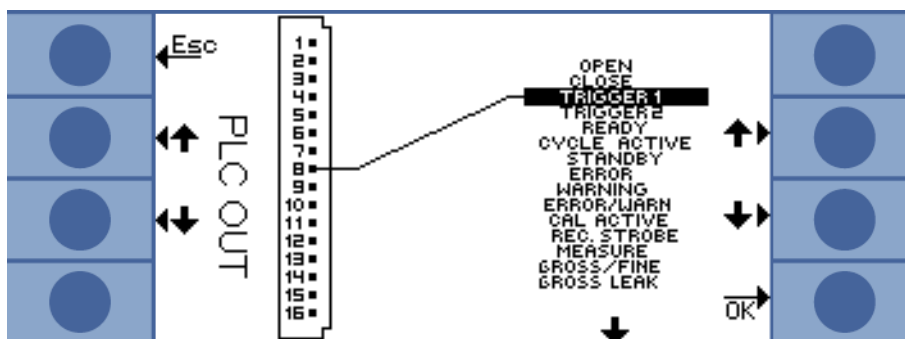 Esc
PLC OUT
1
2
3
4
5
6
7
8
9
10
11
12
13
14
15
16
OPEN
CLOSE
TRIGGER 1
TRIGGER 2
READY
CYCLE ACTIVE
STANDBY
ERROR
WARNING
ERROR/WARN
CAL ACTIVE
REC. STROBE
MEASURE
GROSS/FINE
GROSS LEAK
OK